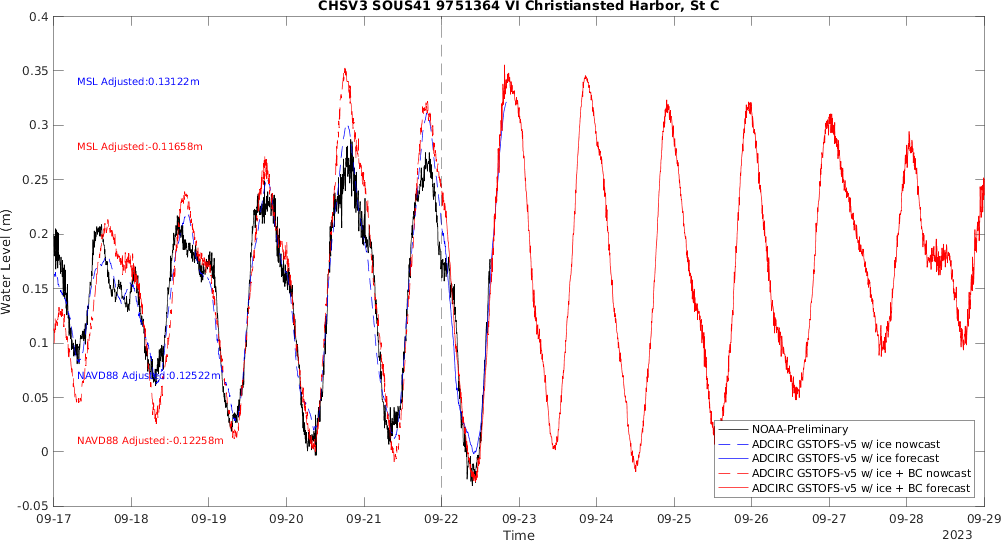 CHSV3 SOUS41 9751364 VI Christiansted Harbor, St C
0.4
0.35
0.3
0.25
0.2
0.15
0.1
0.05
0
-0.05
Water Level (m)
MSL Adjusted:0.13122m
MSL Adjusted:-0.11658m
NAVD88 Adjusted:0.12522m
NAVD88 Adjusted:-0.12258m
NOAA-Preliminary
ADCIRC GSTOFS-v5 w/ ice nowcast
ADCIRC GSTOFS-v5 w/ ice forecast
ADCIRC GSTOFS-v5 w/ ice + BC nowcast
ADCIRC GSTOFS-v5 w/ ice + BC forecast
09-17 09-18 09-19 09-20 09-21 09-22 09-23 09-24 09-25 09-26 09-27 09-28 09-29
Time
2023